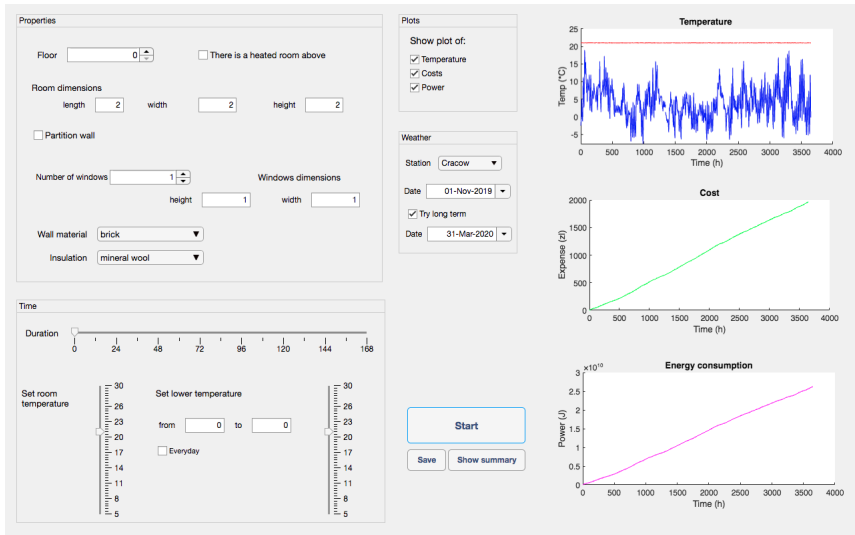 Properties
Floor 0 There is a heated room above
Room dimensions
length 2 width 2 height 2
Partition wall
Number of windows 1 Windows dimensions
height 1 width 1
Wall material brick
Insulation mineral wool
Time
Duration
0 24 48 72 96 120 144 168
Set room
temperature
30
26
23
20
17
14
11
8
5
Set lower temperature
from 0 to 0
Everyday
30
26
23
20
17
14
11
8
5
Plots
Show plot of:
Temperature
Costs
Power
Weather
Station Cracow
Date 01-Nov-2019
Try long term
Date 31-Mar-2020
Start
Save Show summary
Temperature
Temp (°C)
25
20
15
10
5
0
-5
0 500 1000 1500 2000 2500 3000 3500 4000
Time (h)
Cost
Expense (zl)
2000
1500
1000
500
0
0 500 1000 1500 2000 2500 3000 3500 4000
Time (h)
Energy consumption
×10¹⁰
Power (J)
3
2.5
2
1.5
1
0.5
0
0 500 1000 1500 2000 2500 3000 3500 4000
Time (h)